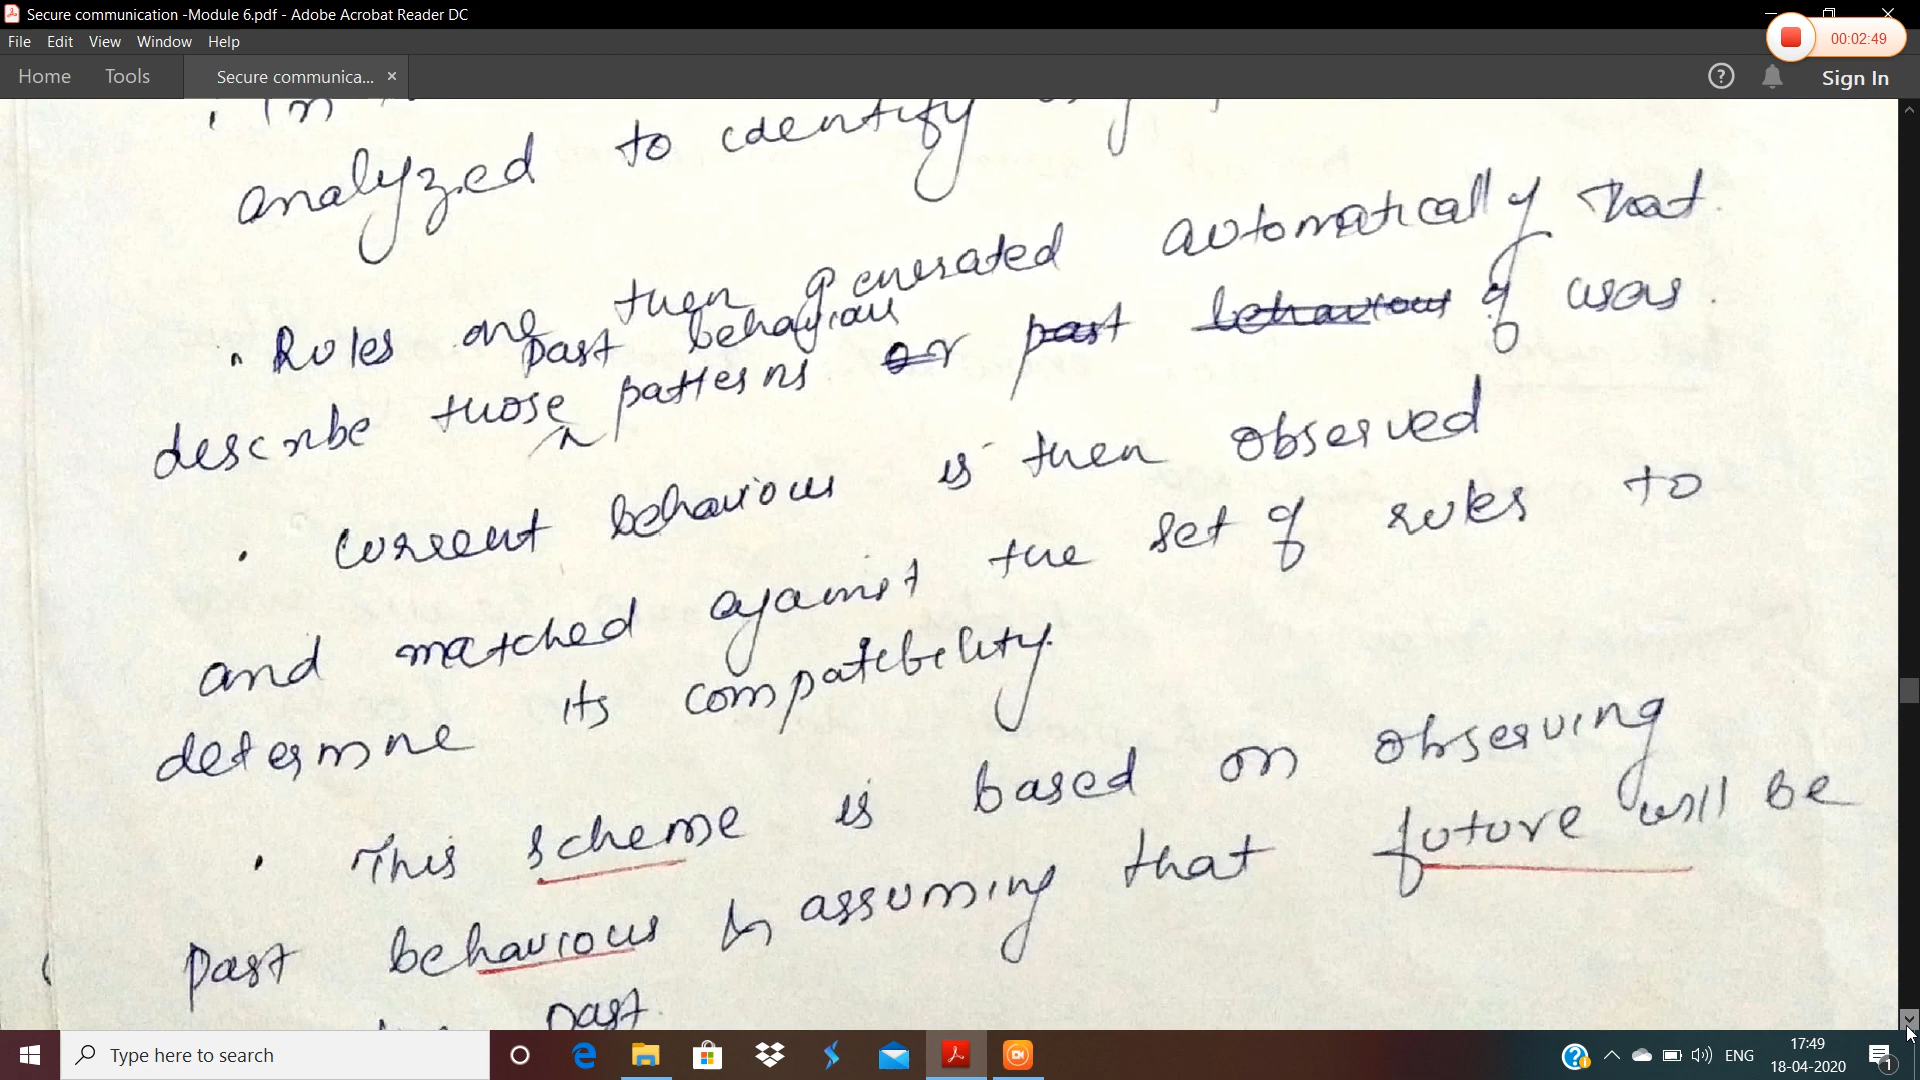 Secure communication -Module 6.pdf - Adobe Acrobat Reader DC
File Edit View Window Help
00:02:49
Home Tools Secure communica... ×
Sign In
analyzed to identify
• Rules are then generated automatically that
past behaviour
describe those patterns or past behaviour of users.
• Current behaviour is then observed
and matched against the set of rules to
determine its compatibility.
• This scheme is based on observing
past behaviour & assuming that future will be
past.
Type here to search
ENG
17:49
18-04-2020
1